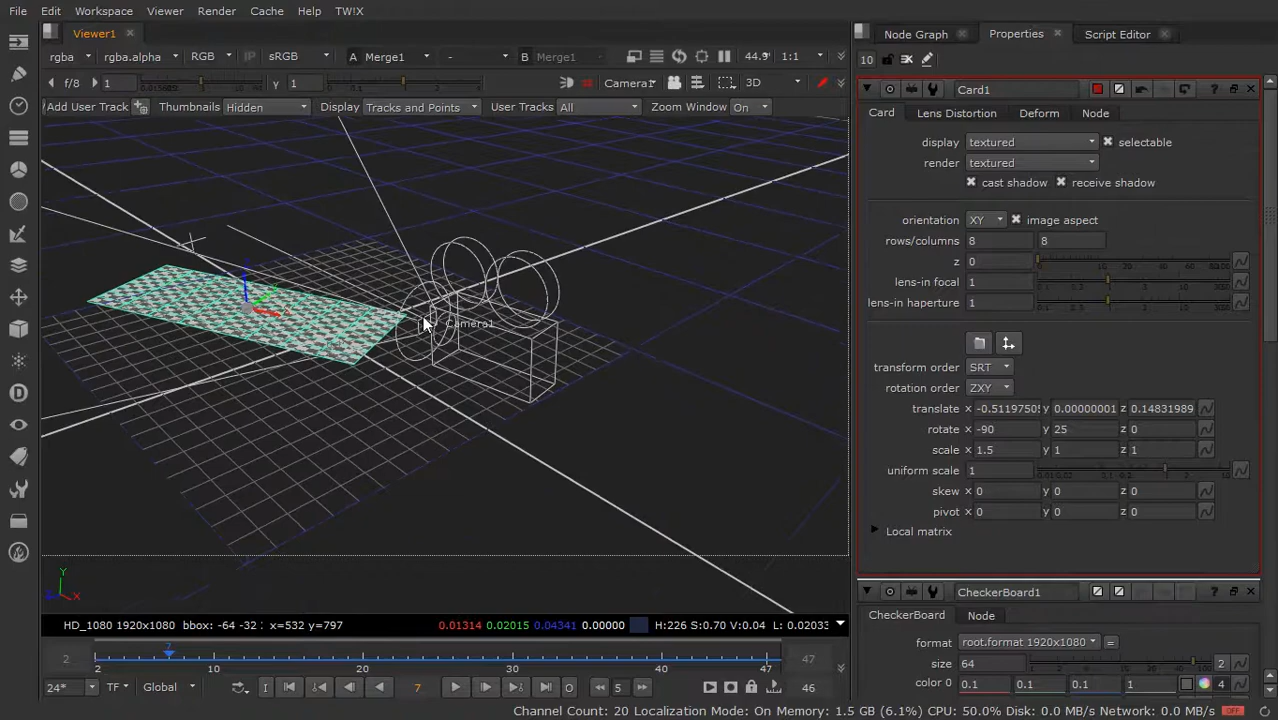 File Edit Workspace Viewer Render Cache Help TW!X
Viewer1
Node Graph Properties Script Editor
rgba rgba.alpha RGB IP sRGB A Merge1 - B Merge1 44.9 1:1
10
f/8 1 Y 1 Camera1 3D
Card1
Add User Track Thumbnails Hidden Display Tracks and Points User Tracks All Zoom Window On
Card Lens Distortion Deform Node
display textured selectable
render textured
cast shadow receive shadow
orientation XY image aspect
rows/columns 8 8
z 0
lens-in focal 1
lens-in haperture 1
Camera1
transform order SRT
rotation order ZXY
translate x -0.5119750 y 0.00000001 z 0.14831989
rotate x -90 y 25 z 0
scale x 1.5 y 1 z 1
uniform scale 1
skew x 0 y 0 z 0
pivot x 0 y 0 z 0
Local matrix
Y
X
CheckerBoard1
CheckerBoard Node
HD_1080 1920x1080 bbox: -64 -32 : x=532 y=797 0.01314 0.02015 0.04341 0.00000 H:226 S:0.70 V:0.04 L: 0.02033
format root.format 1920x1080 =
size 64 2
color 0 0.1 0.1 0.1 1 4
2 7 47
2 10 20 30 40 47
24* TF Global I 7 O 5 46
Channel Count: 20 Localization Mode: On Memory: 1.5 GB (6.1%) CPU: 50.0% Disk: 0.0 MB/s Network: 0.0 MB/s OFF